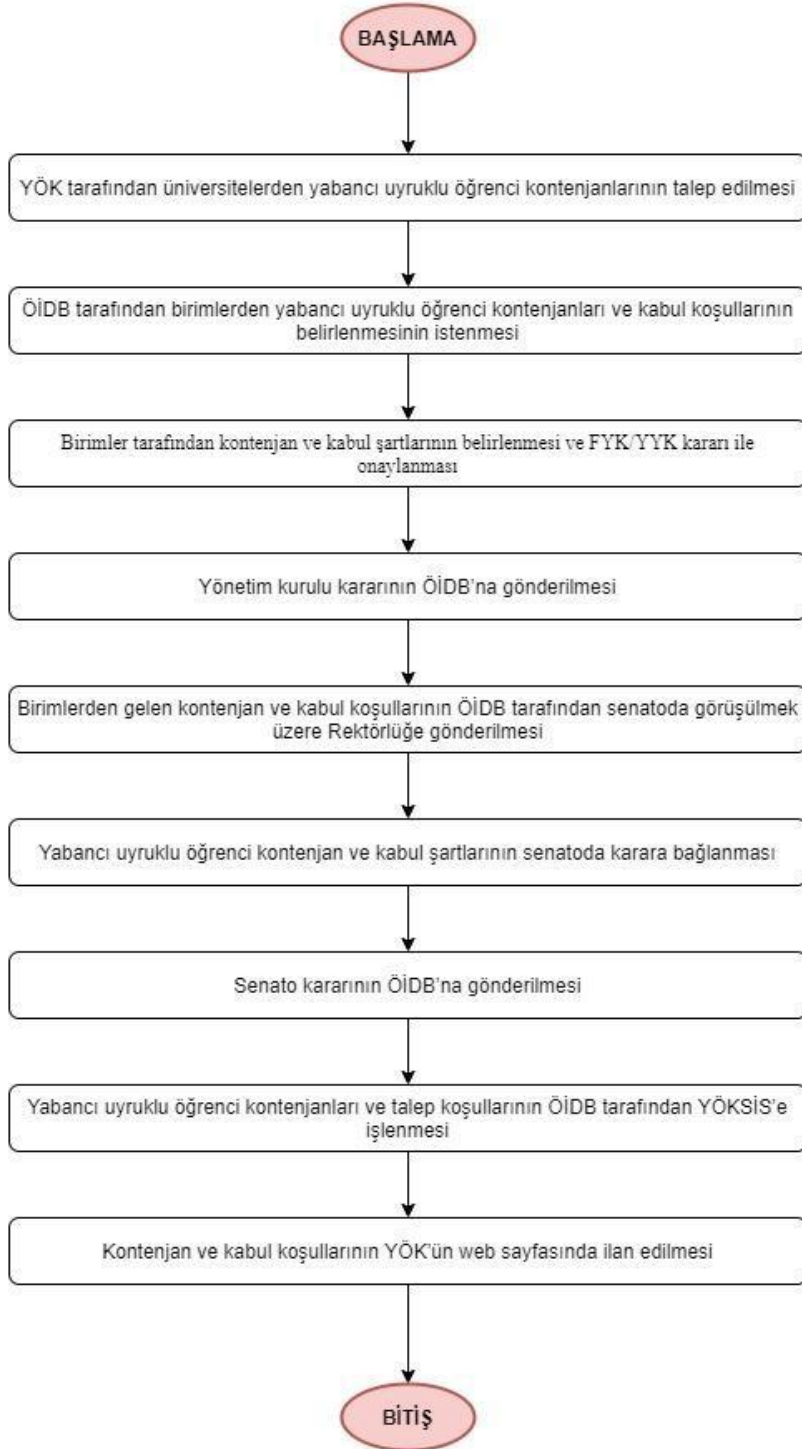 BAŞLAMA
YÖK tarafından üniversitelerden yabancı uyruklu öğrenci kontenjanlarının talep edilmesi
ÖİDB tarafından birimlerden yabancı uyruklu öğrenci kontenjanları ve kabul koşullarının
belirlenmesinin istenmesi
Birimler tarafından kontenjan ve kabul şartlarının belirlenmesi ve FYK/YYK kararı ile
onaylanması
Yönetim kurulu kararının ÖİDB'na gönderilmesi
Birimlerden gelen kontenjan ve kabul koşullarının ÖİDB tarafından senatoda görüşülmek
üzere Rektörlüğe gönderilmesi
Yabancı uyruklu öğrenci kontenjan ve kabul şartlarının senatoda karara bağlanması
Senato kararının ÖİDB'na gönderilmesi
Yabancı uyruklu öğrenci kontenjanları ve talep koşullarının ÖİDB tarafından YÖKSİS'e
işlenmesi
Kontenjan ve kabul koşullarının YÖK'ün web sayfasında ilan edilmesi
BİTİŞ